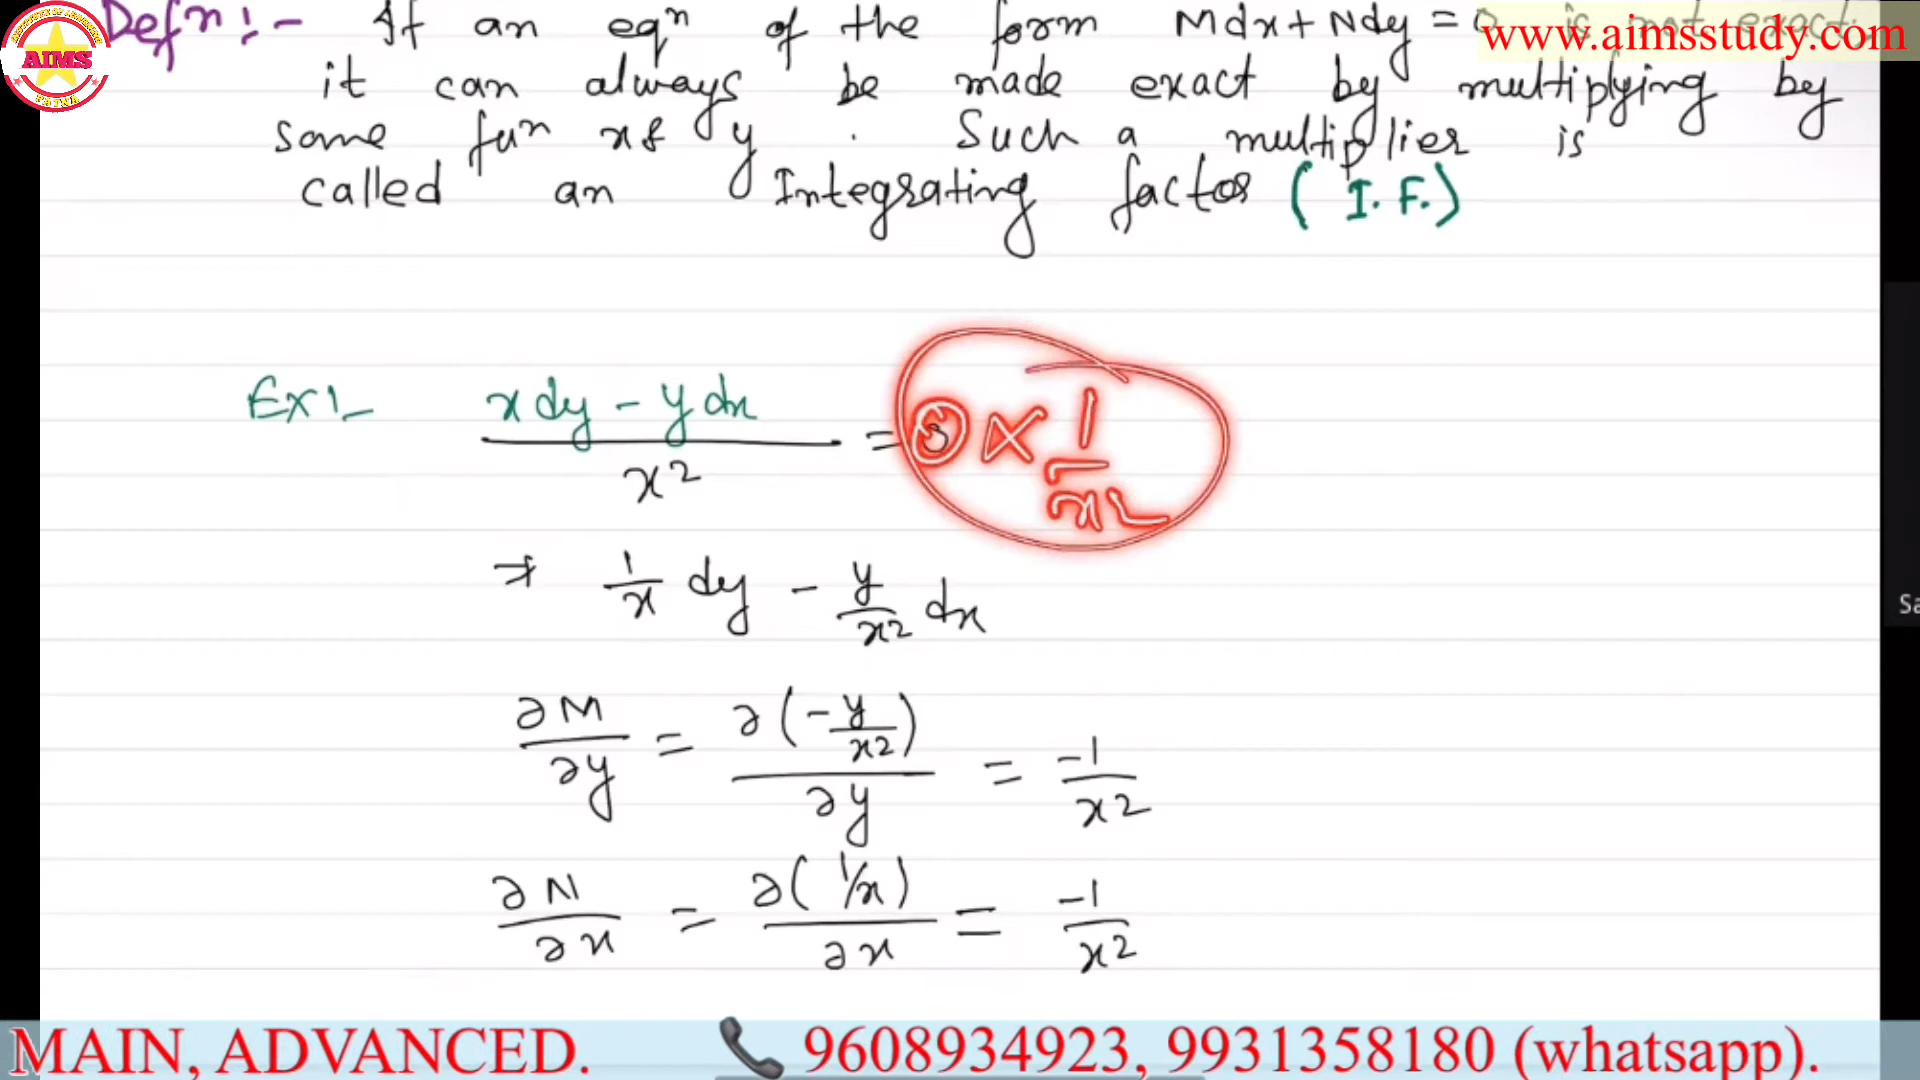 Defn:- If an eqn of the form Mdx + Ndy = 0 is not exact.
www.aimsstudy.com
AIMS
PATNA
it can always be made exact by multiplying by
some fun x & y . Such a multiplier is
called an Integrating factor (I.F.)
Ex1- x dy - y dx / x2 = 0 × 1/x2
⇒ 1/x dy - y/x2 dx
Sa
∂M/∂y = ∂(-y/x2)/∂y = -1/x2
∂N/∂x = ∂(1/x)/∂x = -1/x2
MAIN, ADVANCED. 9608934923, 9931358180 (whatsapp).